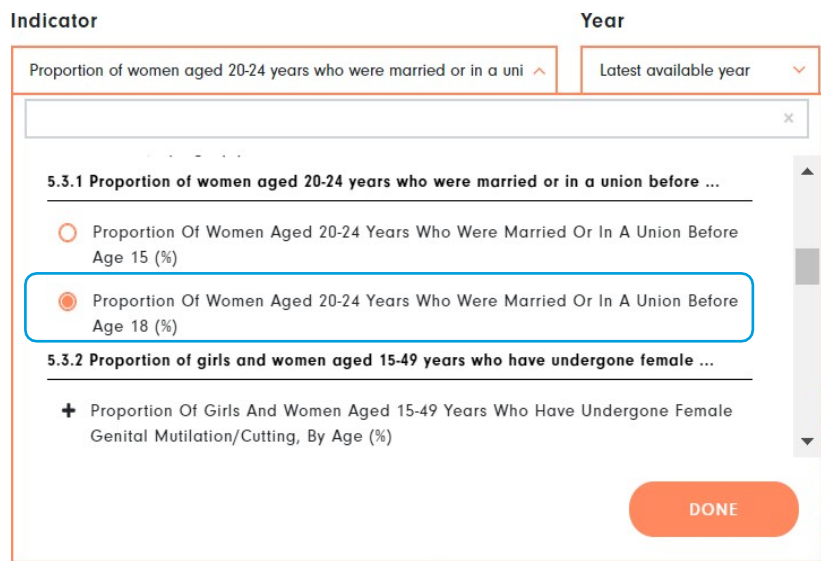 Indicator
Year
Proportion of women aged 20-24 years who were married or in a uni
Latest available year
5.3.1 Proportion of women aged 20-24 years who were married or in a union before ...
Proportion Of Women Aged 20-24 Years Who Were Married Or In A Union Before
Age 15 (%)
Proportion Of Women Aged 20-24 Years Who Were Married Or In A Union Before
Age 18 (%)
5.3.2 Proportion of girls and women aged 15-49 years who have undergone female ...
Proportion Of Girls And Women Aged 15-49 Years Who Have Undergone Female
Genital Mutilation/Cutting, By Age (%)
DONE